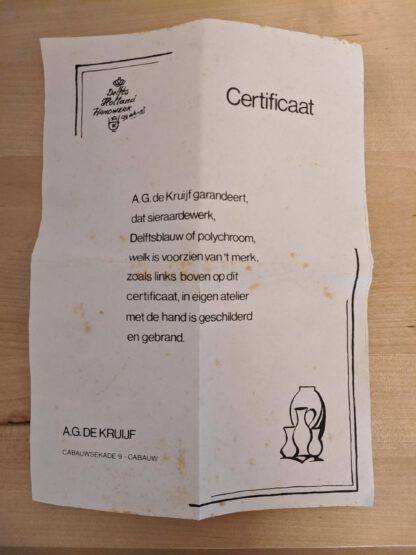 Delfts
Holland
HANDWERK
Certificaat
A.G. de Kruijf garandeert,
dat sieraardewerk,
Delftsblauw of polychroom,
welk is voorzien van 't merk,
zoals links boven op dit
certificaat, in eigen atelier
met de hand is geschilderd
en gebrand.
A.G. DE KRUIJF
CABAUWSEKADE 9 - CABAUW